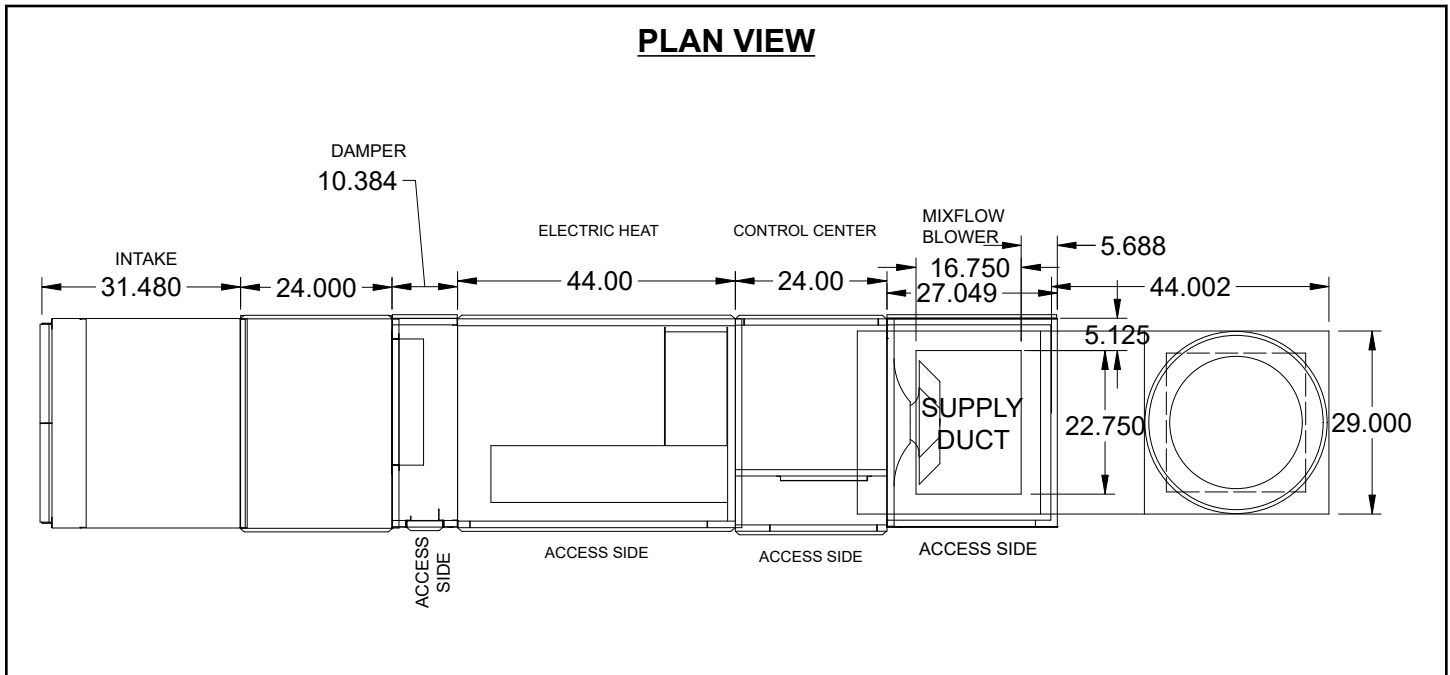 PLAN VIEW
DAMPER
10.384
INTAKE
31.480
24.000
ELECTRIC HEAT
44.00
CONTROL CENTER
24.00
MIXFLOW
BLOWER
16.750
27.049
5.688
44.002
5.125
22.750
29.000
SUPPLY
DUCT
ACCESS
SIDE
ACCESS SIDE
ACCESS SIDE
ACCESS SIDE